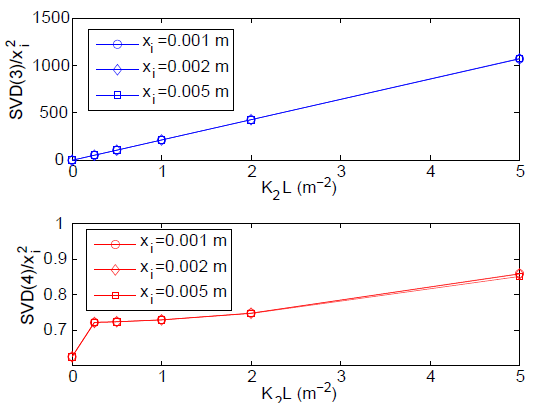 1500
1000
500
0
SVD(3)/x_i^2
x_i=0.001 m
x_i=0.002 m
x_i=0.005 m
0 1 2 3 4 5
K_2L (m^{-2})
1
0.9
0.8
0.7
SVD(4)/x_i^2
x_i=0.001 m
x_i=0.002 m
x_i=0.005 m
0 1 2 3 4 5
K_2L (m^{-2})